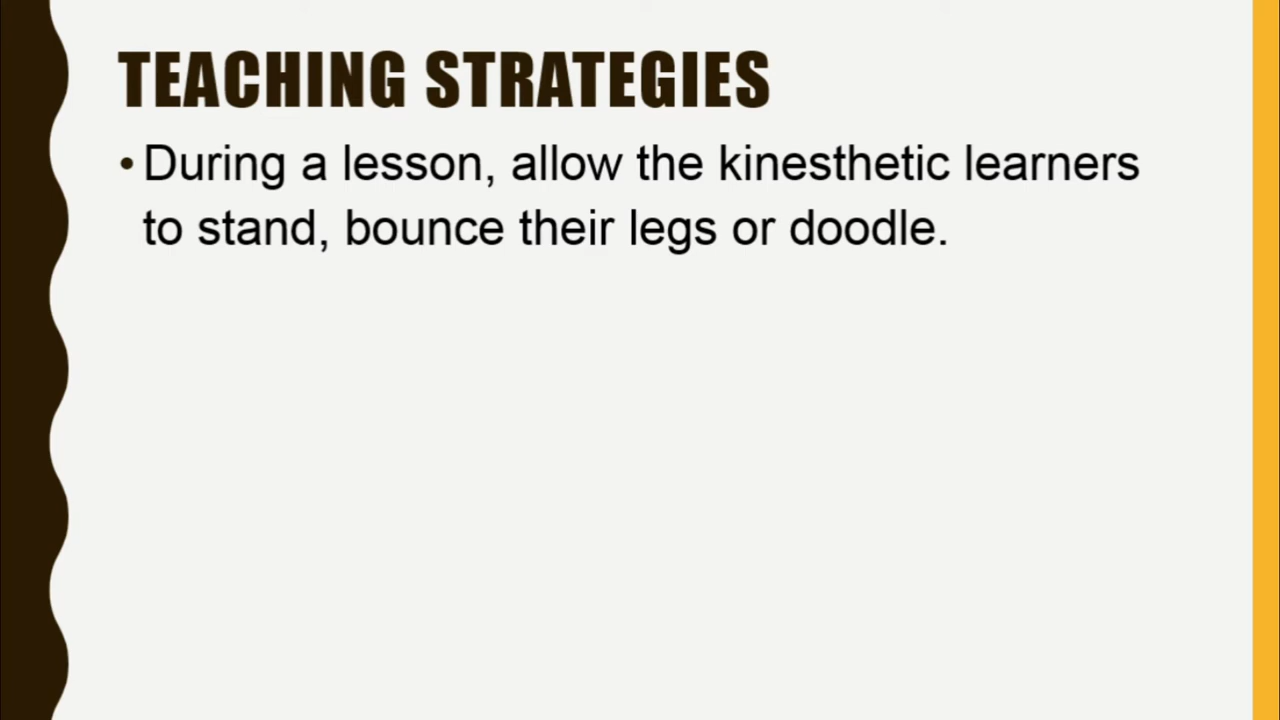 TEACHING STRATEGIES
• During a lesson, allow the kinesthetic learners
to stand, bounce their legs or doodle.